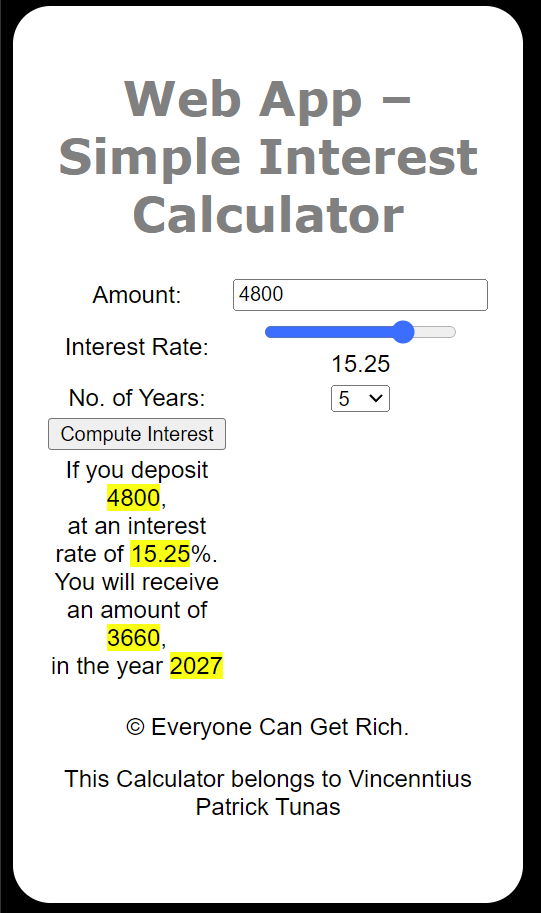 Web App –
Simple Interest
Calculator
Amount: 4800
Interest Rate:
15.25
No. of Years: 5
Compute Interest
If you deposit
4800,
at an interest
rate of 15.25%.
You will receive
an amount of
3660,
in the year 2027
© Everyone Can Get Rich.
This Calculator belongs to Vincenntius
Patrick Tunas